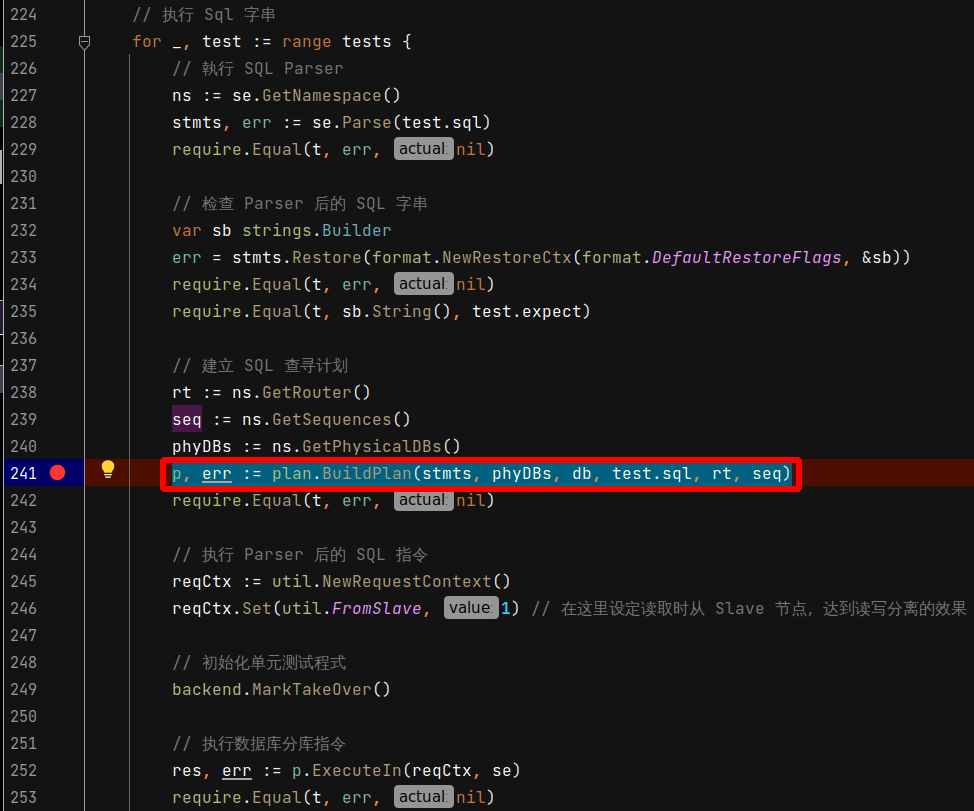 224 // 执行 Sql 字串
225 for _, test := range tests {
226 // 執行 SQL Parser
227 ns := se.GetNamespace()
228 stmts, err := se.Parse(test.sql)
229 require.Equal(t, err, actual: nil)
230
231 // 检查 Parser 后的 SQL 字串
232 var sb strings.Builder
233 err = stmts.Restore(format.NewRestoreCtx(format.DefaultRestoreFlags, &sb))
234 require.Equal(t, err, actual: nil)
235 require.Equal(t, sb.String(), test.expect)
236
237 // 建立 SQL 查寻计划
238 rt := ns.GetRouter()
239 seq := ns.GetSequences()
240 phyDBs := ns.GetPhysicalDBs()
241 p, err := plan.BuildPlan(stmts, phyDBs, db, test.sql, rt, seq)
242 require.Equal(t, err, actual: nil)
243
244 // 执行 Parser 后的 SQL 指令
245 reqCtx := util.NewRequestContext()
246 reqCtx.Set(util.FromSlave, value: 1) // 在这里设定读取时从 Slave 节点, 达到读写分离的效果
247
248 // 初始化单元测试程式
249 backend.MarkTakeOver()
250
251 // 执行数据库分库指令
252 res, err := p.ExecuteIn(reqCtx, se)
253 require.Equal(t, err, actual: nil)